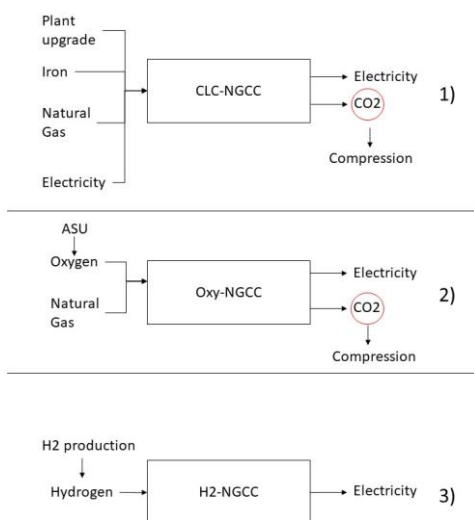 Plant
upgrade
Iron
Natural
Gas
Electricity
CLC-NGCC
Electricity
CO2
Compression
1)
ASU
Oxygen
Natural
Gas
Oxy-NGCC
Electricity
CO2
Compression
2)
H2 production
Hydrogen
H2-NGCC
Electricity
3)